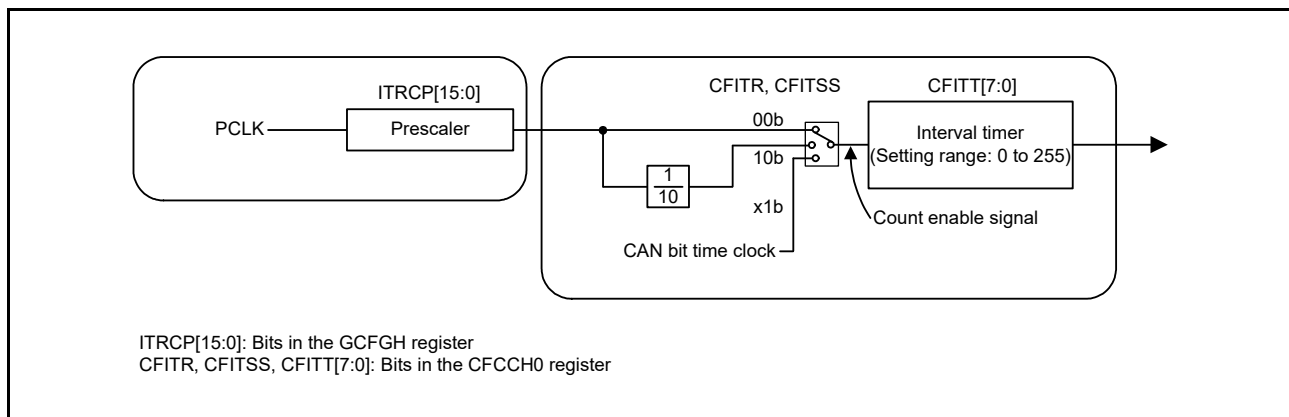 ITRCP[15:0]
PCLK
Prescaler
CFITR, CFITSS
CFITT[7:0]
00b
10b
x1b
1
10
Interval timer
(Setting range: 0 to 255)
Count enable signal
CAN bit time clock
ITRCP[15:0]: Bits in the GCFGH register
CFITR, CFITSS, CFITT[7:0]: Bits in the CFCCH0 register